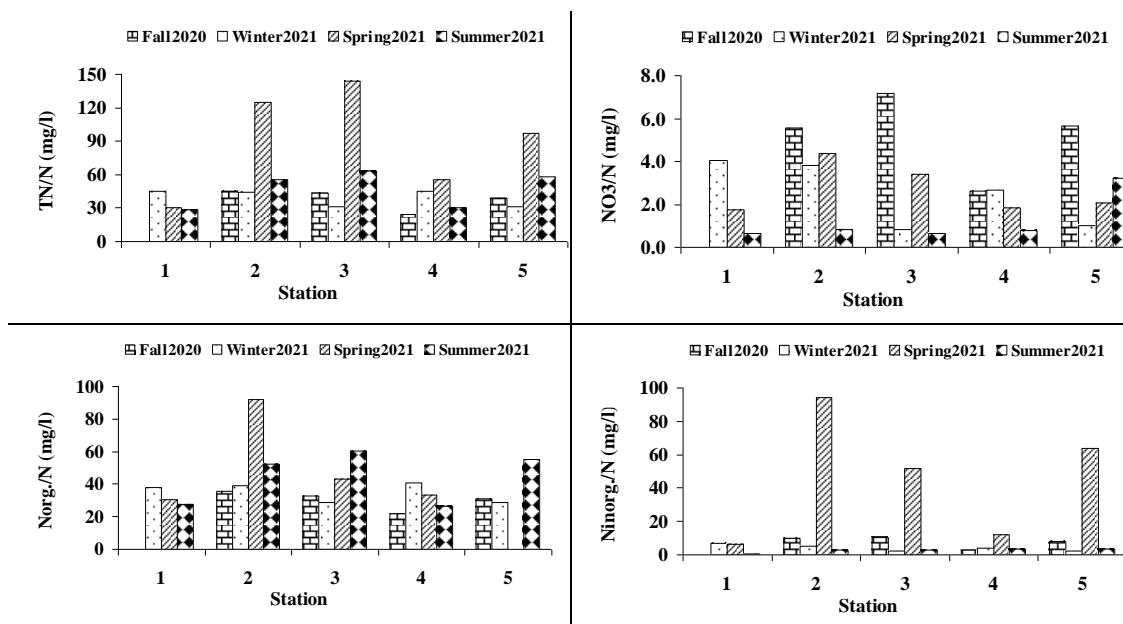 Fall2020 Winter2021 Spring2021 Summer2021
150
120
90
60
30
0
TN/N (mg/l)
1 2 3 4 5
Station
Fall2020 Winter2021 Spring2021 Summer2021
8.0
6.0
4.0
2.0
0.0
NO3/N (mg/l)
1 2 3 4 5
Station
Fall2020 Winter2021 Spring2021 Summer2021
100
80
60
40
20
0
Norg./N (mg/l)
1 2 3 4 5
Station
Fall2020 Winter2021 Spring2021 Summer2021
100
80
60
40
20
0
Ninorg./N (mg/l)
1 2 3 4 5
Station